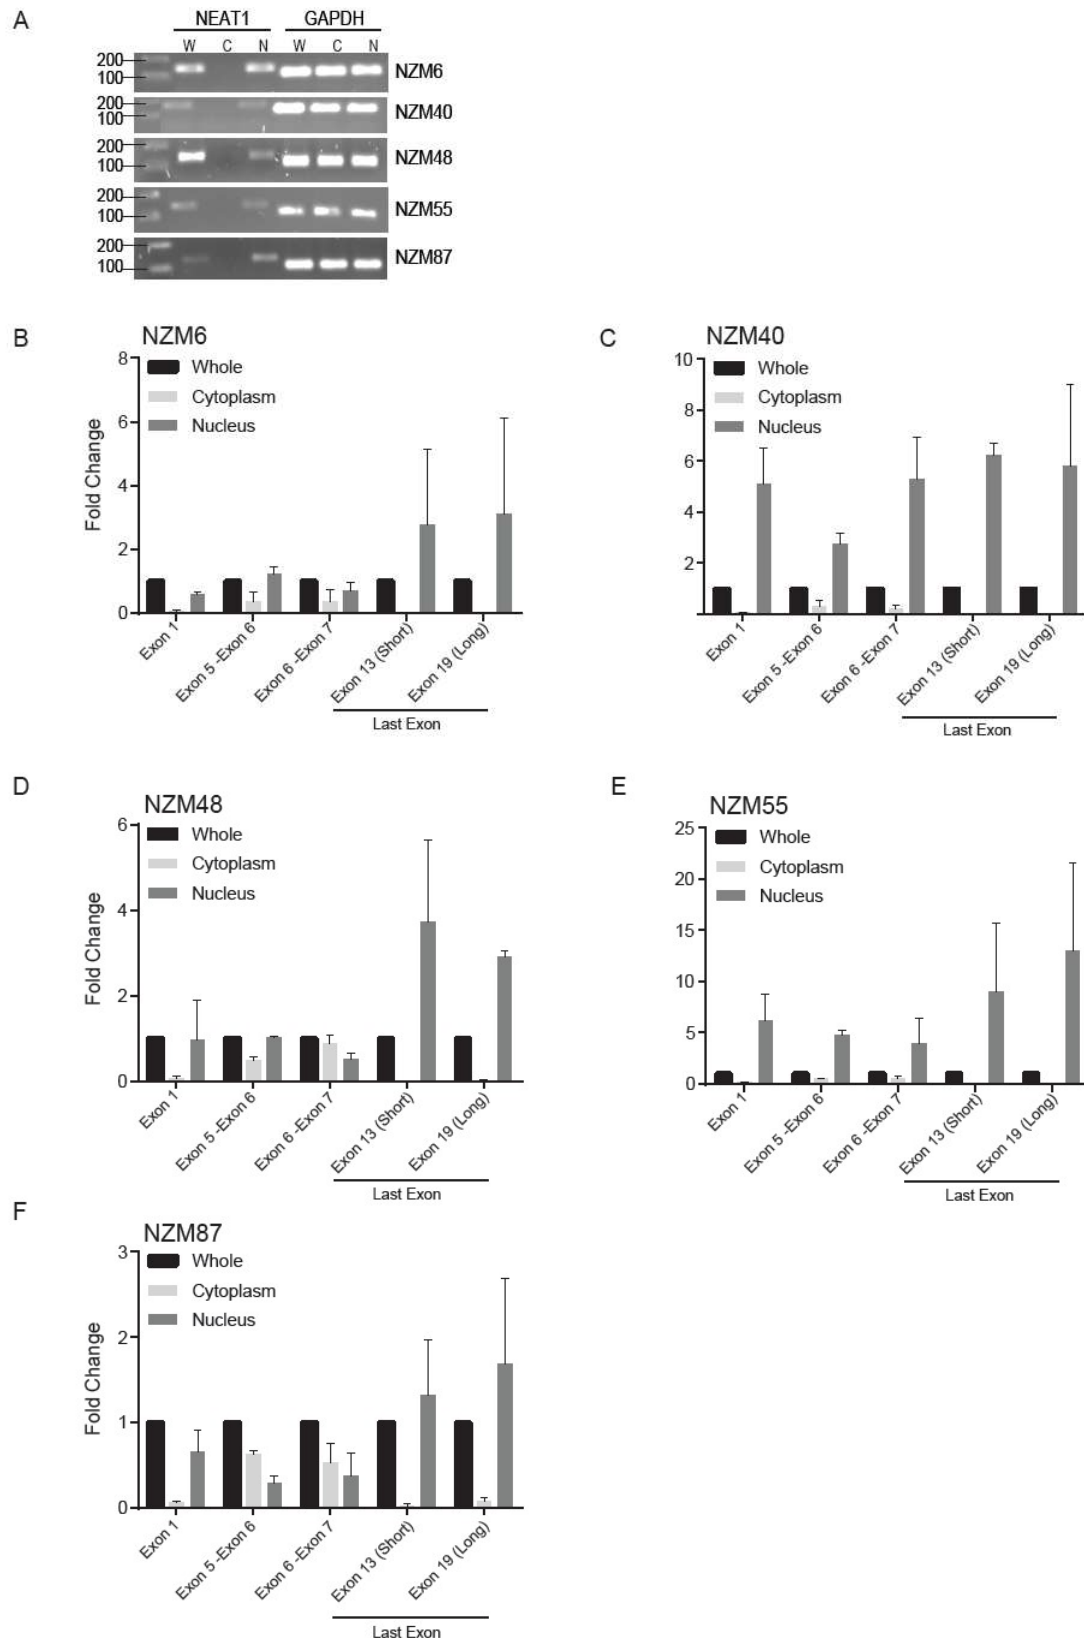 A
NEAT1 GAPDH
W C N W C N
200
100
NZM6
200
100
NZM40
200
100
NZM48
200
100
NZM55
200
100
NZM87
B
NZM6
Whole
Cytoplasm
Nucleus
Fold Change
8
6
4
2
0
Exon 1
Exon 5 -Exon 6
Exon 6 -Exon 7
Exon 13 (Short)
Exon 19 (Long)
Last Exon
C
NZM40
Whole
Cytoplasm
Nucleus
10
8
6
4
2
Exon 1
Exon 5 -Exon 6
Exon 6 -Exon 7
Exon 13 (Short)
Exon 19 (Long)
Last Exon
D
NZM48
Whole
Cytoplasm
Nucleus
Fold Change
6
4
2
0
Exon 1
Exon 5 -Exon 6
Exon 6 -Exon 7
Exon 13 (Short)
Exon 19 (Long)
Last Exon
E
NZM55
Whole
Cytoplasm
Nucleus
25
20
15
10
5
0
Exon 1
Exon 5 -Exon 6
Exon 6 -Exon 7
Exon 13 (Short)
Exon 19 (Long)
Last Exon
F
NZM87
Whole
Cytoplasm
Nucleus
Fold Change
3
2
1
0
Exon 1
Exon 5 -Exon 6
Exon 6 -Exon 7
Exon 13 (Short)
Exon 19 (Long)
Last Exon